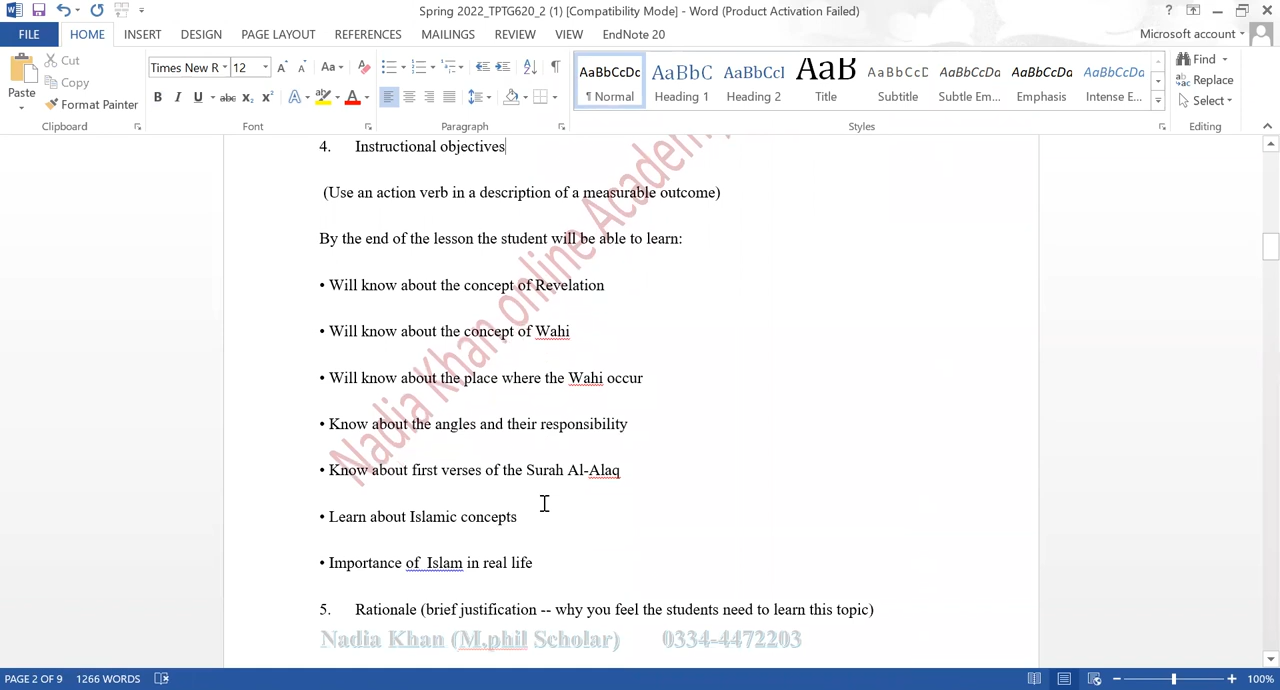 Spring 2022_TPTG620_2 (1) [Compatibility Mode] - Word (Product Activation Failed)
FILE HOME INSERT DESIGN PAGE LAYOUT REFERENCES MAILINGS REVIEW VIEW EndNote 20 Microsoft account
Paste
Cut
Copy
Format Painter
Clipboard
Times New R 12
Font
Paragraph
AaBbCcDc AaBbC AaBbCcI AaB AaBbCcD AaBbCcDa AaBbCcDa AaBbCcDa
¶ Normal Heading 1 Heading 2 Title Subtitle Subtle Em... Emphasis Intense E...
Styles
Find
Replace
Select
Editing
4. Instructional objectives
(Use an action verb in a description of a measurable outcome)
By the end of the lesson the student will be able to learn:
• Will know about the concept of Revelation
• Will know about the concept of Wahi
• Will know about the place where the Wahi occur
• Know about the angles and their responsibility
• Know about first verses of the Surah Al-Alaq
• Learn about Islamic concepts
• Importance of  Islam in real life
5. Rationale (brief justification -- why you feel the students need to learn this topic)
Nadia Khan (M.phil Scholar) 0334-4472203
Nadia Khan online Academy
PAGE 2 OF 9 1266 WORDS 100%